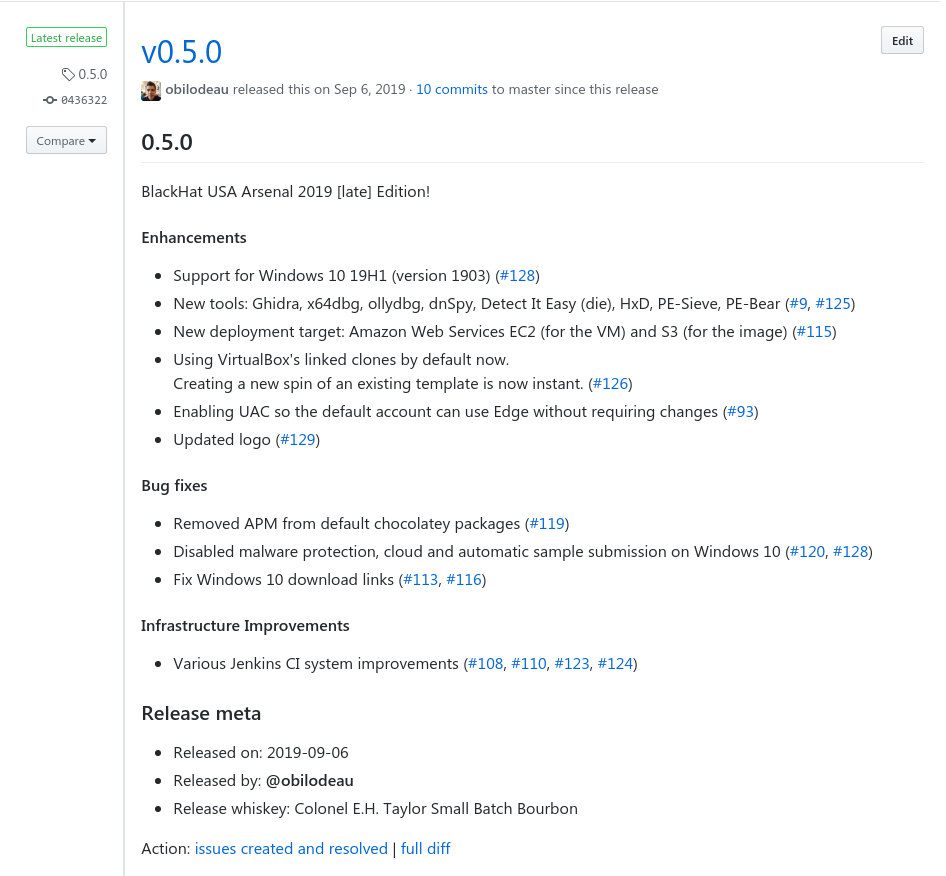 Latest release
0.5.0
0436322
Compare
v0.5.0
Edit
obilodeau released this on Sep 6, 2019 · 10 commits to master since this release
0.5.0
BlackHat USA Arsenal 2019 [late] Edition!
Enhancements
Support for Windows 10 19H1 (version 1903) (#128)
New tools: Ghidra, x64dbg, ollydbg, dnSpy, Detect It Easy (die), HxD, PE-Sieve, PE-Bear (#9, #125)
New deployment target: Amazon Web Services EC2 (for the VM) and S3 (for the image) (#115)
Using VirtualBox's linked clones by default now.
Creating a new spin of an existing template is now instant. (#126)
Enabling UAC so the default account can use Edge without requiring changes (#93)
Updated logo (#129)
Bug fixes
Removed APM from default chocolatey packages (#119)
Disabled malware protection, cloud and automatic sample submission on Windows 10 (#120, #128)
Fix Windows 10 download links (#113, #116)
Infrastructure Improvements
Various Jenkins CI system improvements (#108, #110, #123, #124)
Release meta
Released on: 2019-09-06
Released by: @obilodeau
Release whiskey: Colonel E.H. Taylor Small Batch Bourbon
Action: issues created and resolved | full diff